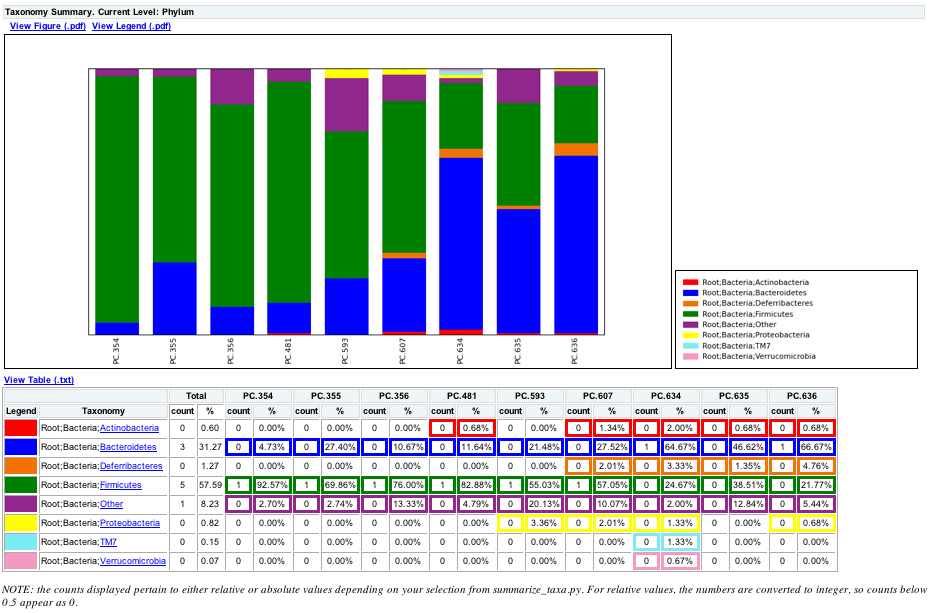 Taxonomy Summary. Current Level: Phylum
View Figure (.pdf) View Legend (.pdf)
PC.354 PC.355 PC.356 PC.481 PC.593 PC.607 PC.634 PC.635 PC.636
Root;Bacteria;Actinobacteria
Root;Bacteria;Bacteroidetes
Root;Bacteria;Deferribacteres
Root;Bacteria;Firmicutes
Root;Bacteria;Other
Root;Bacteria;Proteobacteria
Root;Bacteria;TM7
Root;Bacteria;Verrucomicrobia
View Table (.txt)
Total PC.354 PC.355 PC.356 PC.481 PC.593 PC.607 PC.634 PC.635 PC.636
Legend Taxonomy count % count % count % count % count % count % count % count % count % count %
Root;Bacteria;Actinobacteria 0 0.60 0 0.00% 0 0.00% 0 0.00% 0 0.68% 0 0.00% 0 1.34% 0 2.00% 0 0.68% 0 0.68%
Root;Bacteria;Bacteroidetes 3 31.27 0 4.73% 0 27.40% 0 10.67% 0 11.64% 0 21.48% 0 27.52% 1 64.67% 0 46.62% 1 66.67%
Root;Bacteria;Deferribacteres 0 1.27 0 0.00% 0 0.00% 0 0.00% 0 0.00% 0 0.00% 0 2.01% 0 3.33% 0 1.35% 0 4.76%
Root;Bacteria;Firmicutes 5 57.59 1 92.57% 1 69.86% 1 76.00% 1 82.88% 1 55.03% 1 57.05% 0 24.67% 0 38.51% 0 21.77%
Root;Bacteria;Other 1 8.23 0 2.70% 0 2.74% 0 13.33% 0 4.79% 0 20.13% 0 10.07% 0 2.00% 0 12.84% 0 5.44%
Root;Bacteria;Proteobacteria 0 0.82 0 0.00% 0 0.00% 0 0.00% 0 0.00% 0 3.36% 0 2.01% 0 1.33% 0 0.00% 0 0.68%
Root;Bacteria;TM7 0 0.15 0 0.00% 0 0.00% 0 0.00% 0 0.00% 0 0.00% 0 0.00% 0 1.33% 0 0.00% 0 0.00%
Root;Bacteria;Verrucomicrobia 0 0.07 0 0.00% 0 0.00% 0 0.00% 0 0.00% 0 0.00% 0 0.00% 0 0.67% 0 0.00% 0 0.00%
NOTE: the counts displayed pertain to either relative or absolute values depending on your selection from summarize_taxa.py. For relative values, the numbers are converted to integer, so counts below
0.5 appear as 0.